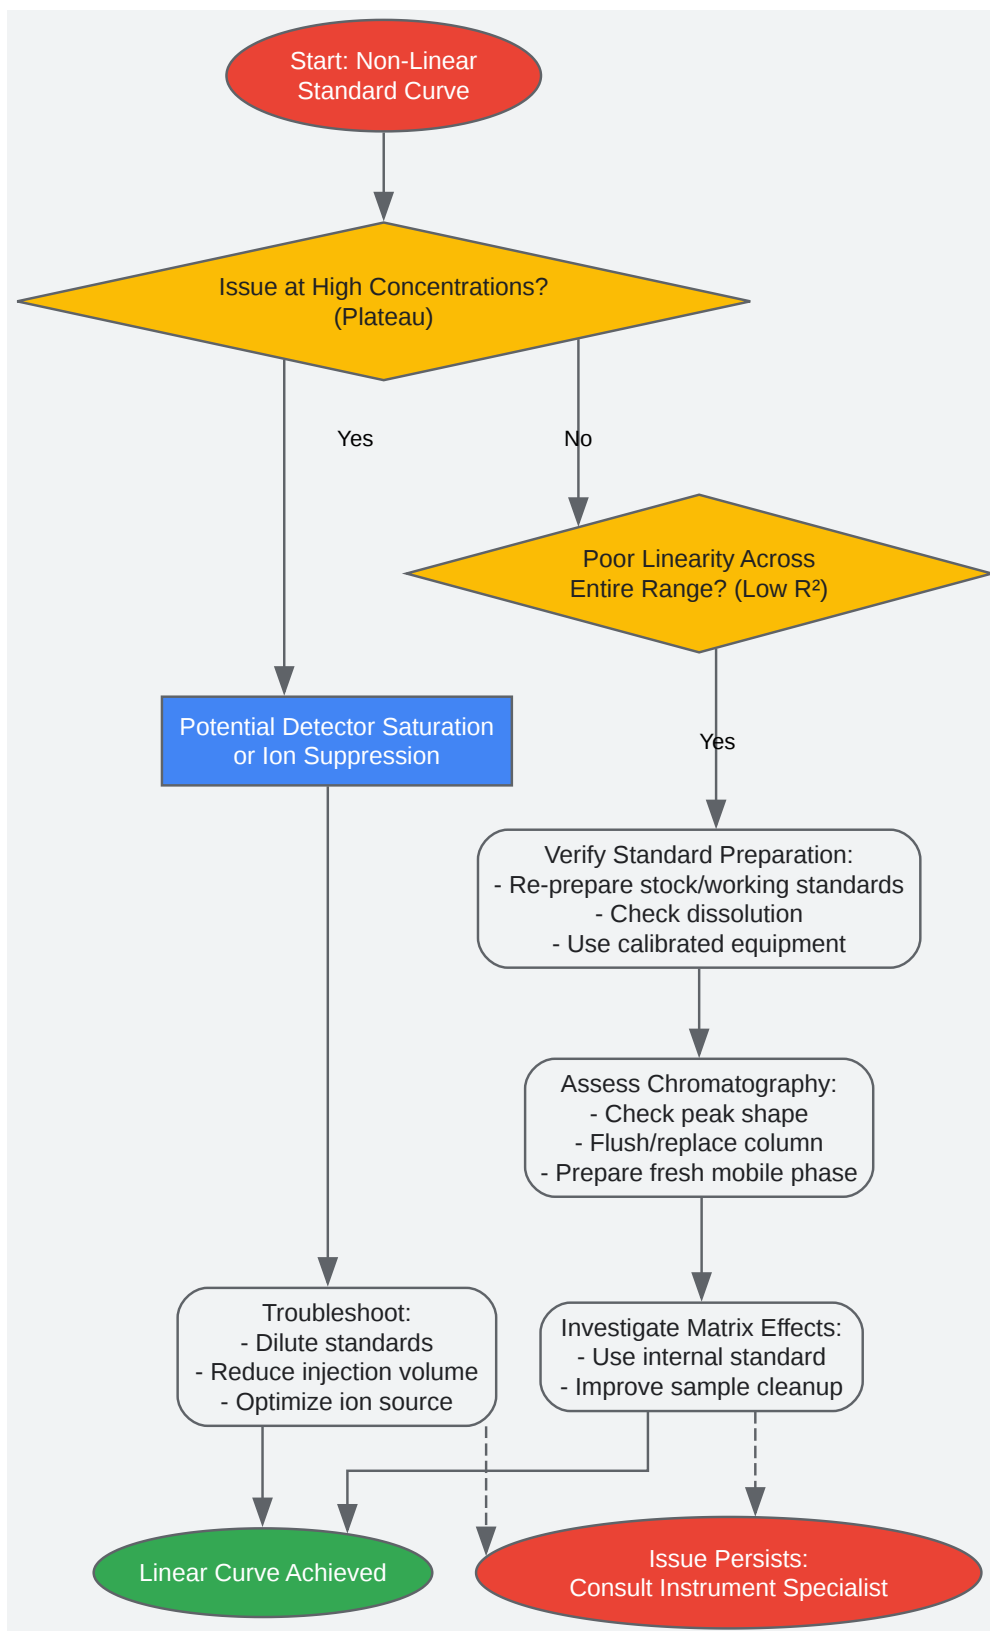 Start: Non-Linear
Standard Curve
Issue at High Concentrations?
(Plateau)
Yes
No
Poor Linearity Across
Entire Range? (Low R²)
Potential Detector Saturation
or Ion Suppression
Yes
Verify Standard Preparation:
- Re-prepare stock/working standards
- Check dissolution
- Use calibrated equipment
Assess Chromatography:
- Check peak shape
- Flush/replace column
- Prepare fresh mobile phase
Troubleshoot:
- Dilute standards
- Reduce injection volume
- Optimize ion source
Investigate Matrix Effects:
- Use internal standard
- Improve sample cleanup
Linear Curve Achieved
Issue Persists:
Consult Instrument Specialist